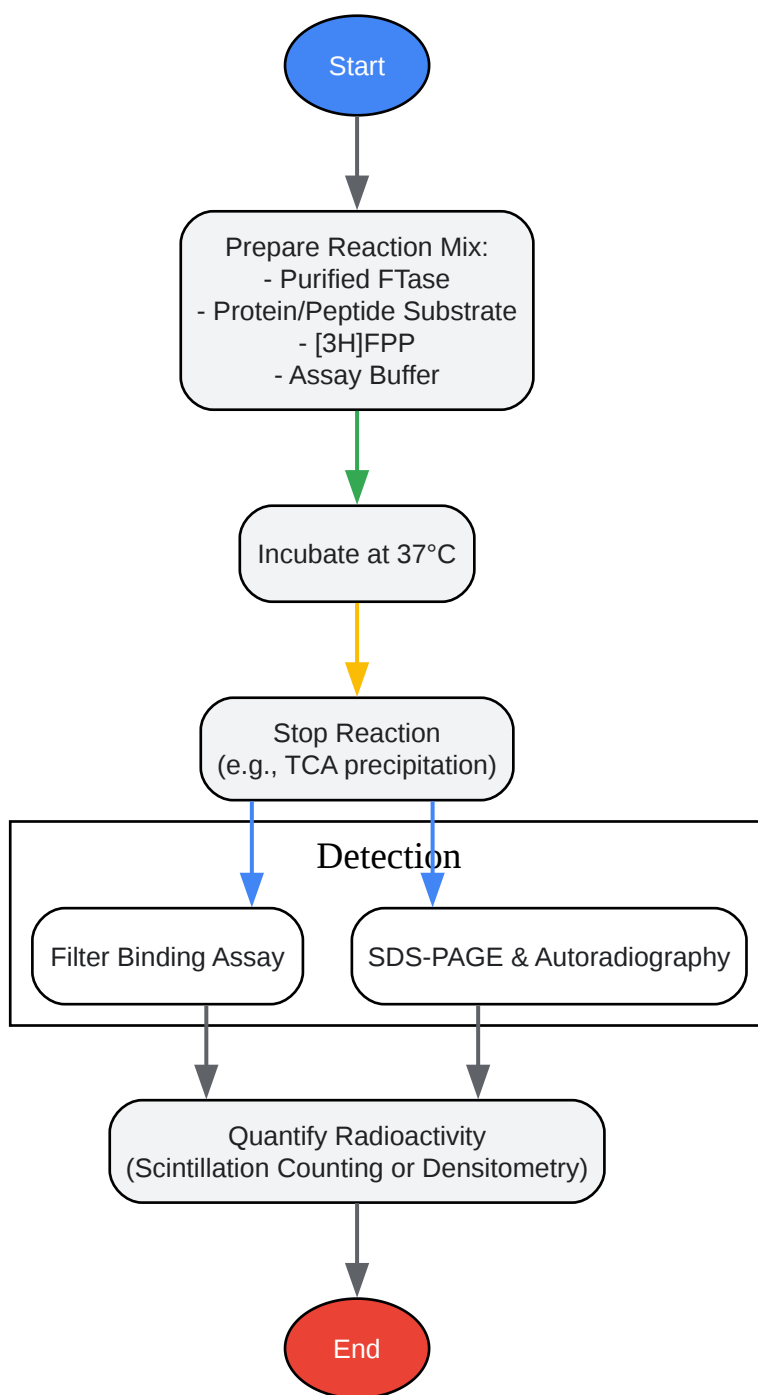 Start
Prepare Reaction Mix:
- Purified FTase
- Protein/Peptide Substrate
- [3H]FPP
- Assay Buffer
Incubate at 37°C
Stop Reaction
(e.g., TCA precipitation)
Detection
Filter Binding Assay
SDS-PAGE & Autoradiography
Quantify Radioactivity
(Scintillation Counting or Densitometry)
End